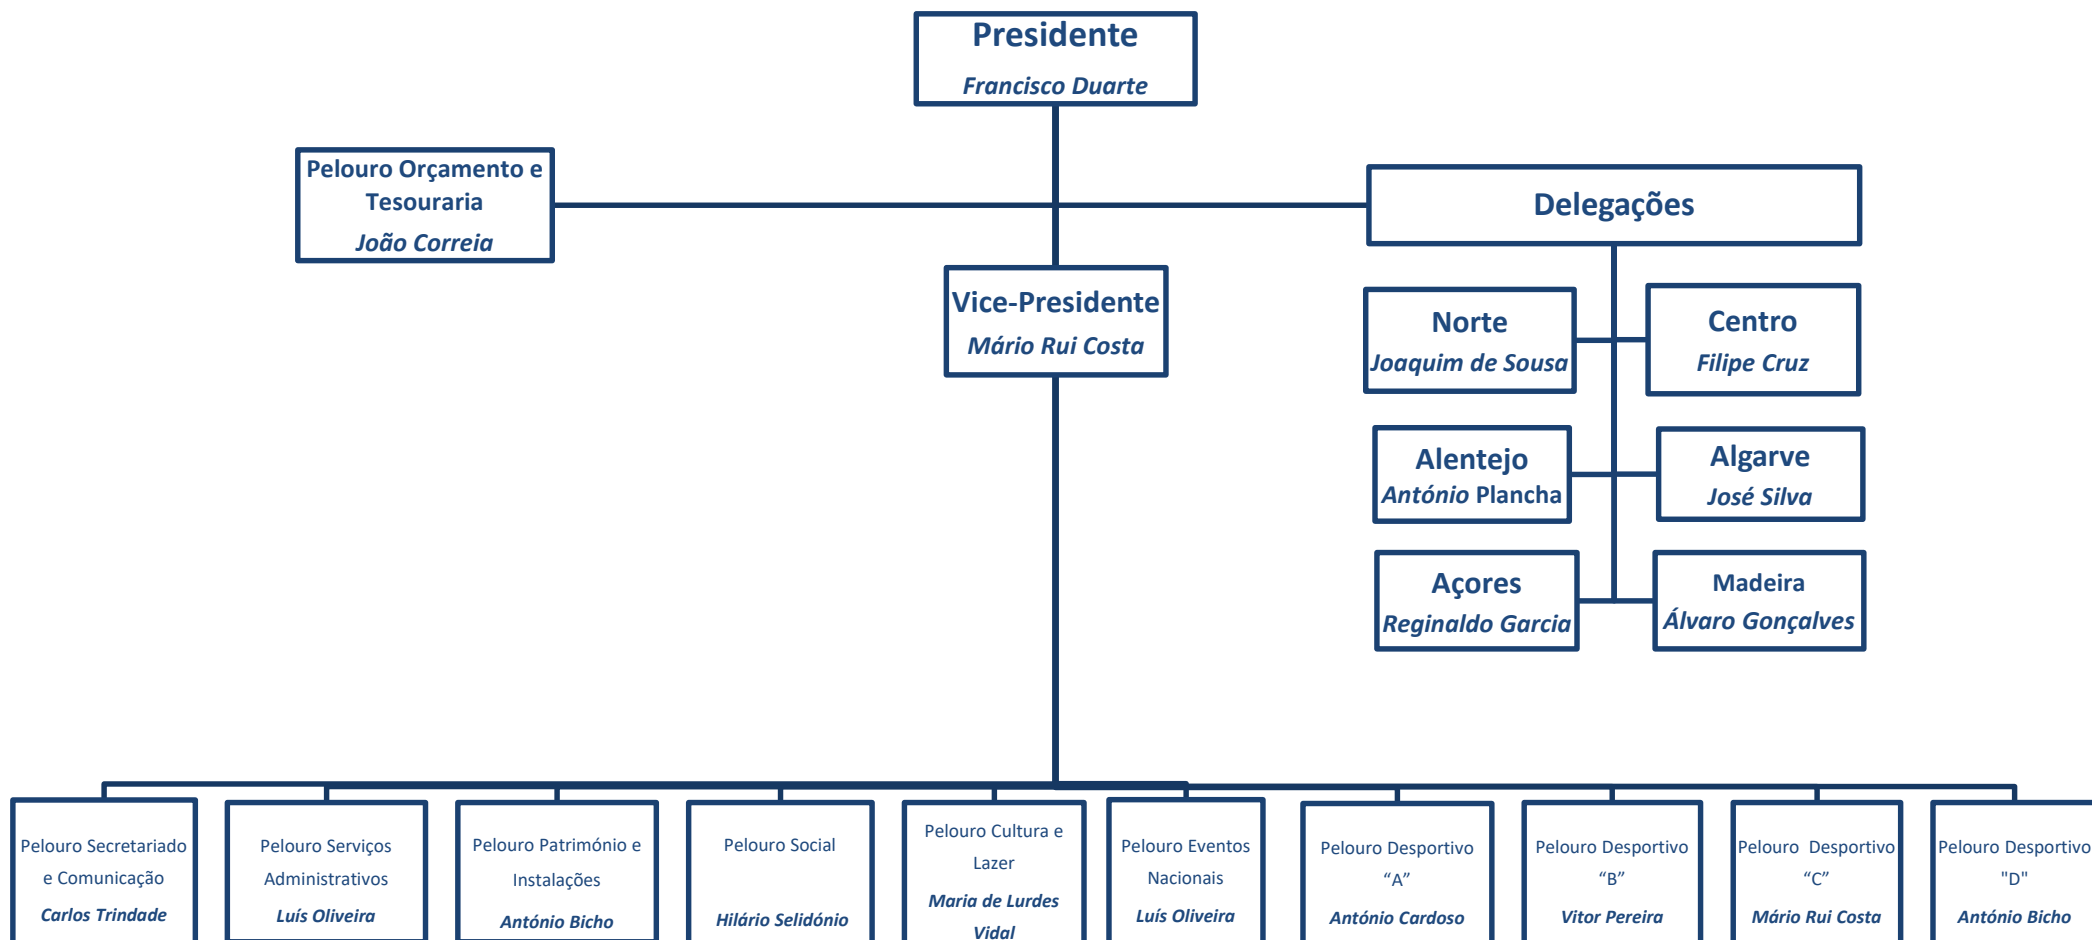 Presidente
Francisco Duarte
Pelouro Orçamento e
Tesouraria
João Correia
Delegações
Vice-Presidente
Mário Rui Costa
Norte
Joaquim de Sousa
Centro
Filipe Cruz
Alentejo
António Plancha
Algarve
José Silva
Açores
Reginaldo Garcia
Madeira
Álvaro Gonçalves
Pelouro Secretariado
e Comunicação
Carlos Trindade
Pelouro Serviços
Administrativos
Luís Oliveira
Pelouro Património e
Instalações
António Bicho
Pelouro Social
Hilário Selidónio
Pelouro Cultura e
Lazer
Maria de Lurdes
Vidal
Pelouro Eventos
Nacionais
Luís Oliveira
Pelouro Desportivo
“A”
António Cardoso
Pelouro Desportivo
“B”
Vitor Pereira
Pelouro Desportivo
“C”
Mário Rui Costa
Pelouro Desportivo
"D"
António Bicho